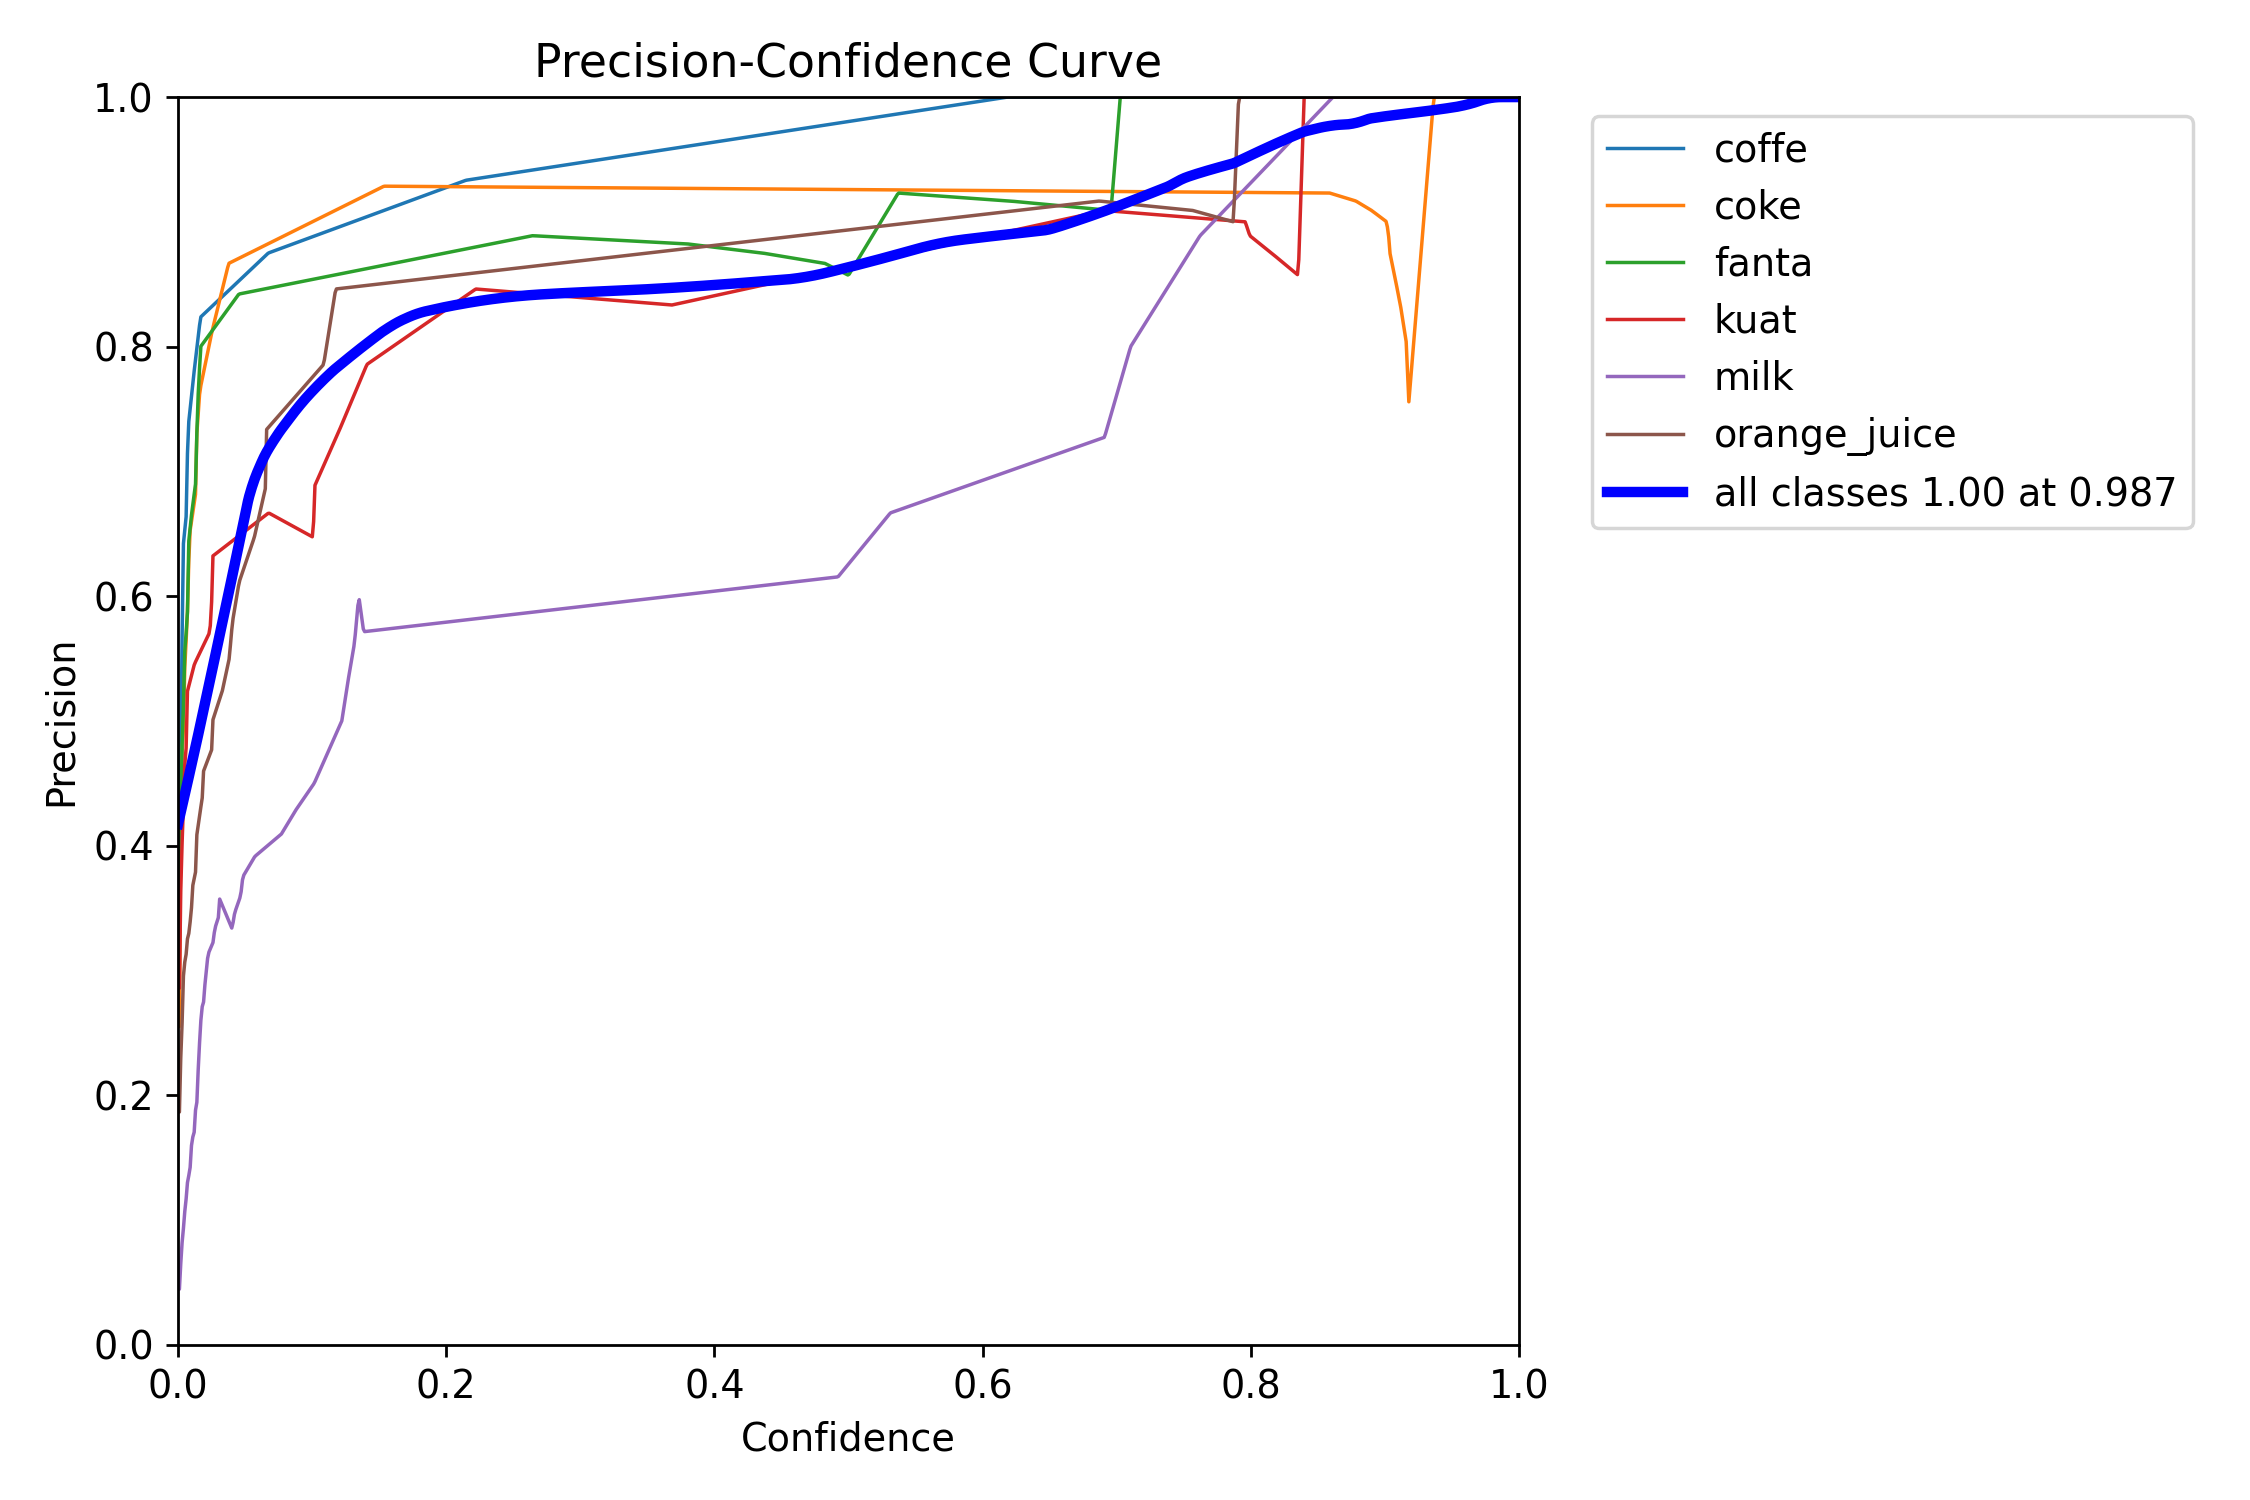 Precision-Confidence Curve
1.0
0.8
0.6
0.4
0.2
0.0
Precision
0.0 0.2 0.4 0.6 0.8 1.0
Confidence
coffe
coke
fanta
kuat
milk
orange_juice
all classes 1.00 at 0.987